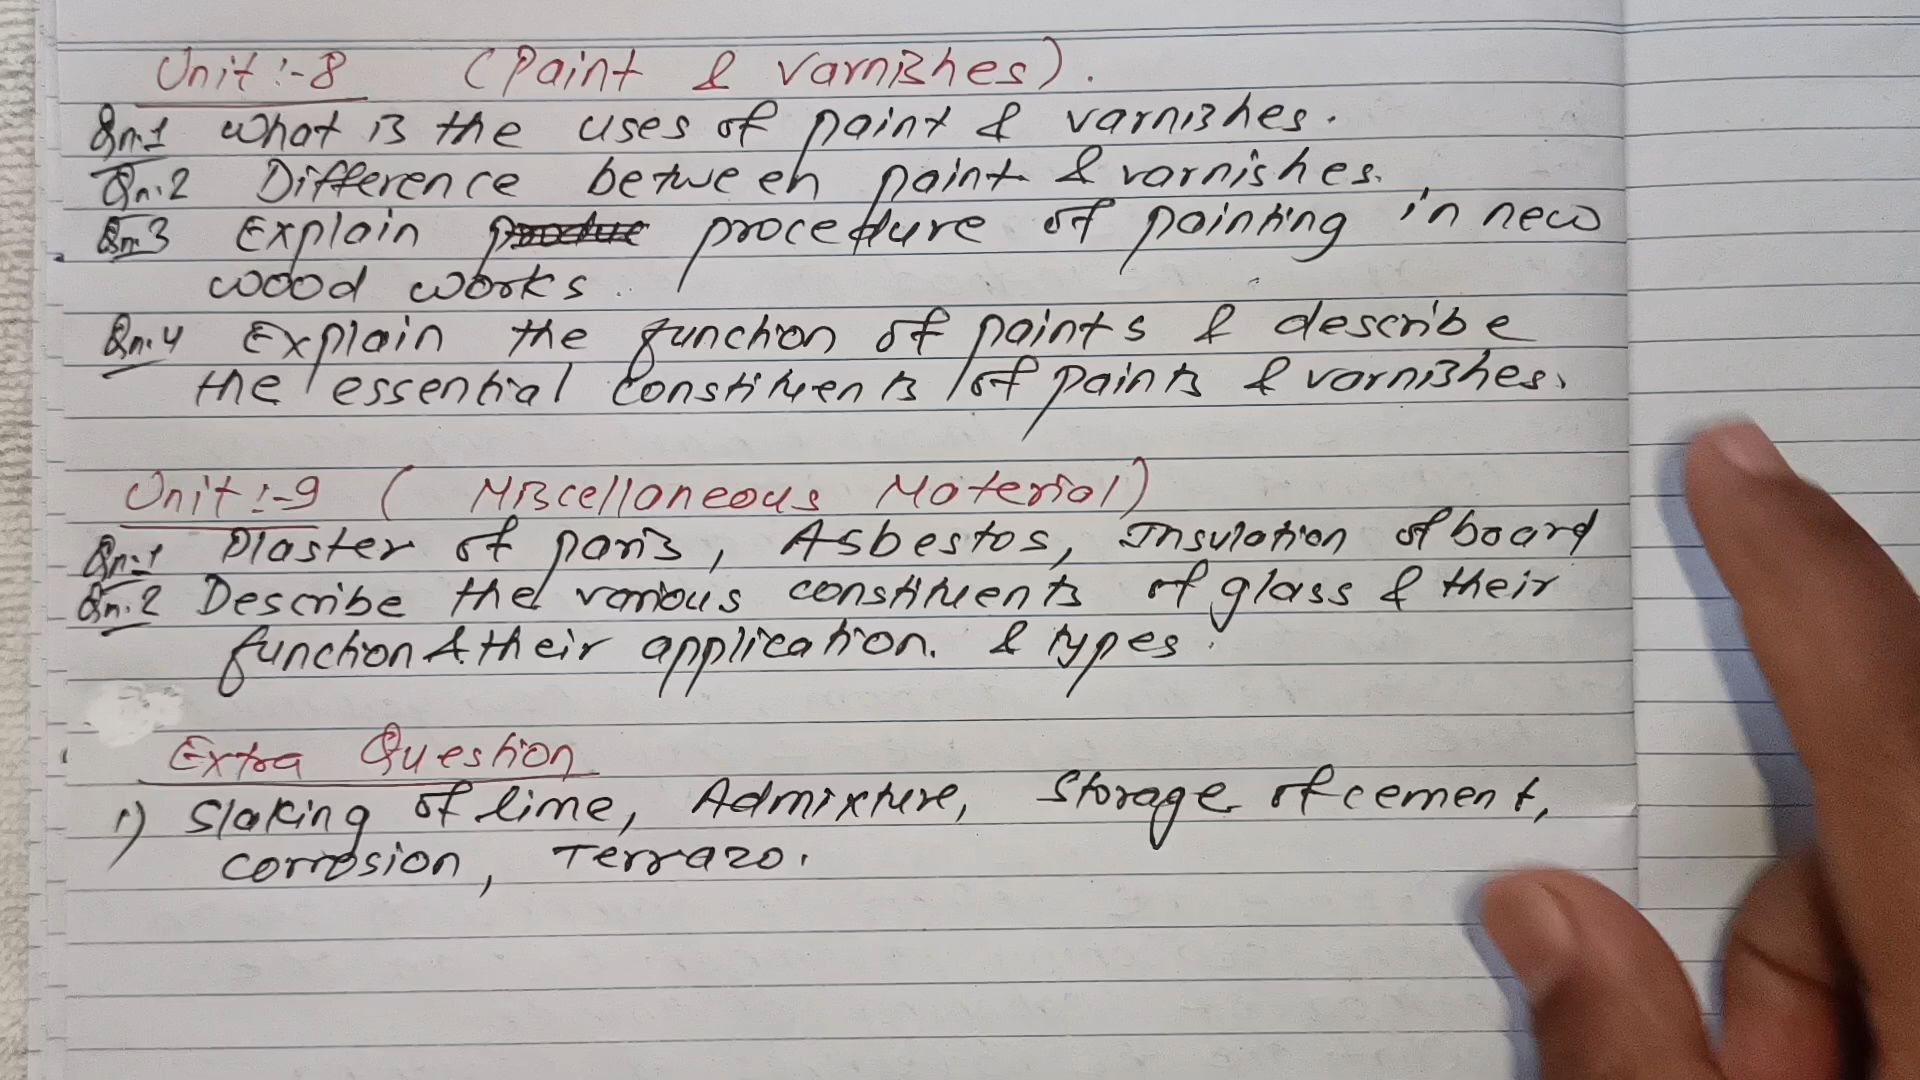 Unit :- 8 (Paint & Varnishes).
Qn.1 What is the uses of paint & varnishes.
Qn.2 Difference between paint & varnishes.
Qn.3 Explain procedure of painting in new
wood works.
Qn.4 Explain the function of paints & describe
the essential constituents of paints & varnishes.
Unit :- 9 ( Miscellaneous Material)
Qn:1 Plaster of paris, Asbestos, Insulation of board
Qn.2 Describe the various constituents of glass & their
function & their application. & types.
Extra Question
1) Slaking of lime, Admixture, Storage of cement,
corrosion, Terrazo.